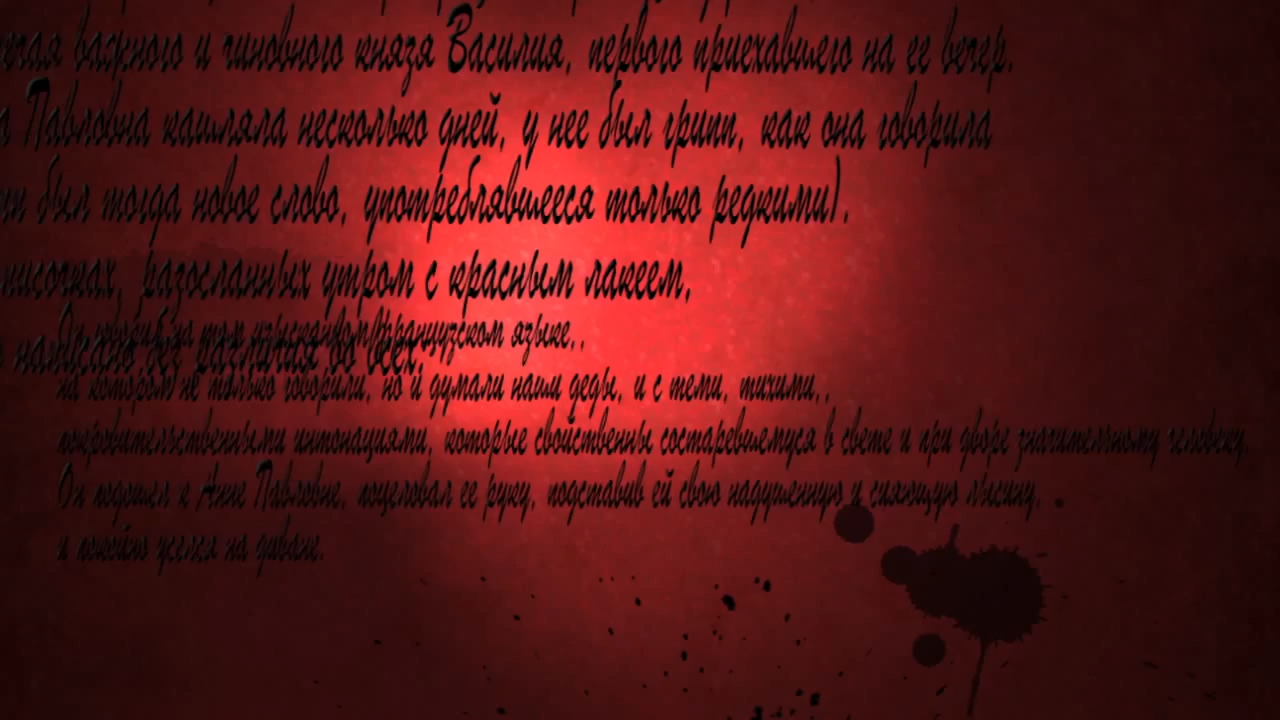 важного и чиновного князя Василия, первого приехавшего на ее вечер.
Павловна кашляла несколько дней, у нее был грипп, как она говорила
был тогда новое слово, употреблявшееся только редкими).
разосланных утром с красным лакеем,
Он говорил на том изысканном французском языке,.
написано без различия во всех:
на котором не только говорили, но и думали наши деды, и с теми, тихими,.
покровительственными интонациями, которые свойственны состаревшемуся в свете и при дворе значительному человеку.
Он подошел к Анне Павловне, поцеловал ее руку, подставив ей свою надушенную и сияющую лысину,
и покойно уселся на диване.